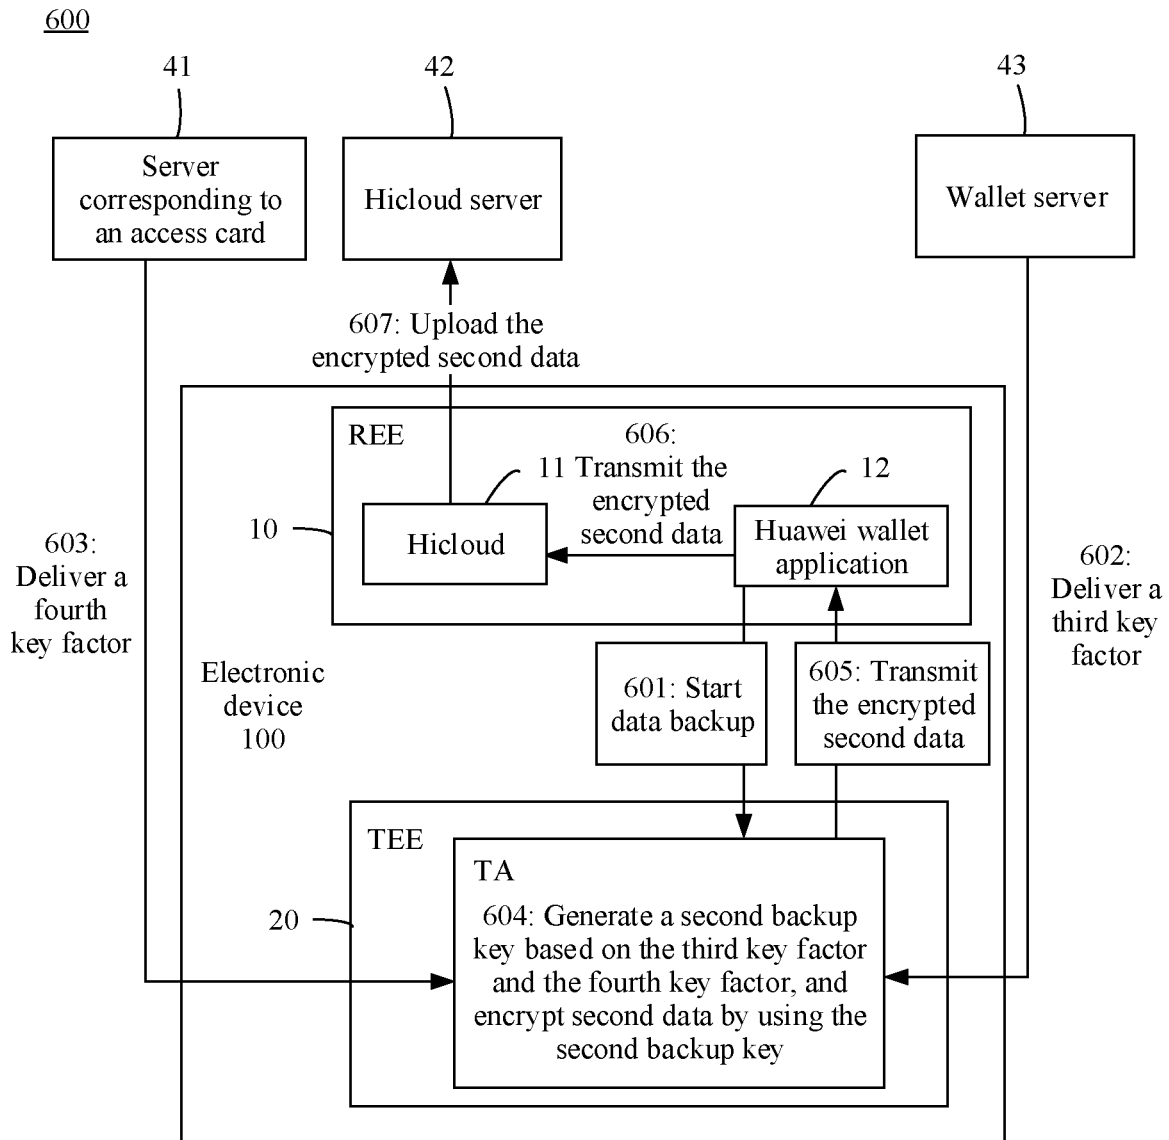 600
41
42
43
Server
corresponding to
an access card
Hicloud server
Wallet server
607: Upload the
encrypted second data
REE
606:
Transmit the
encrypted
second data
11
12
10
Hicloud
Huawei wallet
application
603:
Deliver a
fourth
key factor
602:
Deliver a
third key
factor
Electronic
device
100
601: Start
data backup
605: Transmit
the encrypted
second data
TEE
20
TA
604: Generate a second backup
key based on the third key factor
and the fourth key factor, and
encrypt second data by using the
second backup key